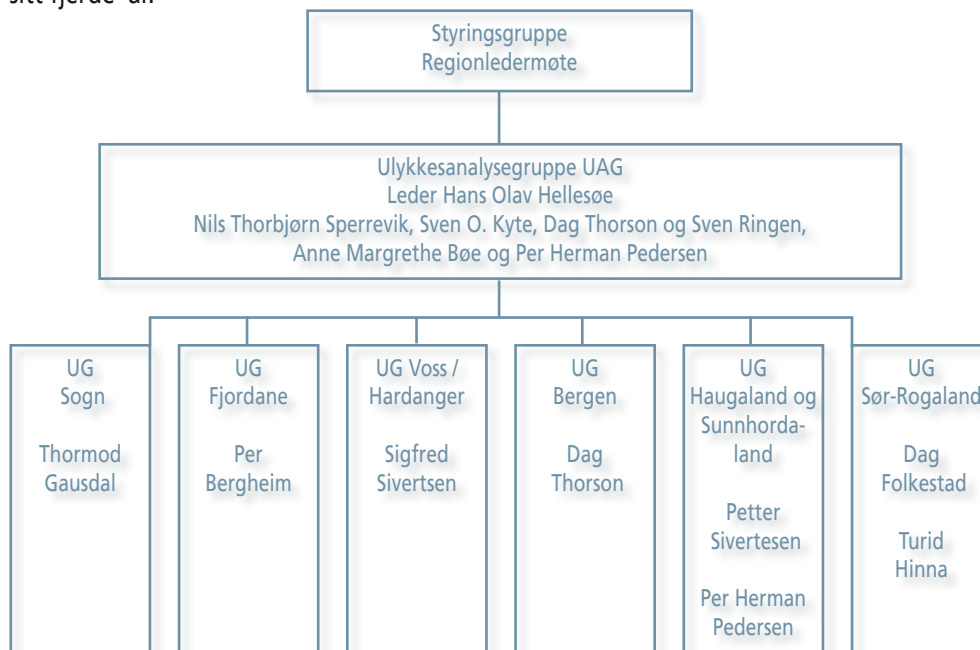 Styringsgruppe
Regionledermøte
Ulykkesanalysegruppe UAG
Leder Hans Olav Hellesøe
Nils Thorbjørn Sperrevik, Sven O. Kyte, Dag Thorson og Sven Ringen,
Anne Margrethe Bøe og Per Herman Pedersen
UG
Sogn
Thormod
Gausdal
UG
Fjordane
Per
Bergheim
UG Voss /
Hardanger
Sigfred
Sivertsen
UG
Bergen
Dag
Thorson
UG
Haugaland og
Sunnhorda-
land
Petter
Sivertesen
Per Herman
Pedersen
UG
Sør-Rogaland
Dag
Folkestad
Turid
Hinna